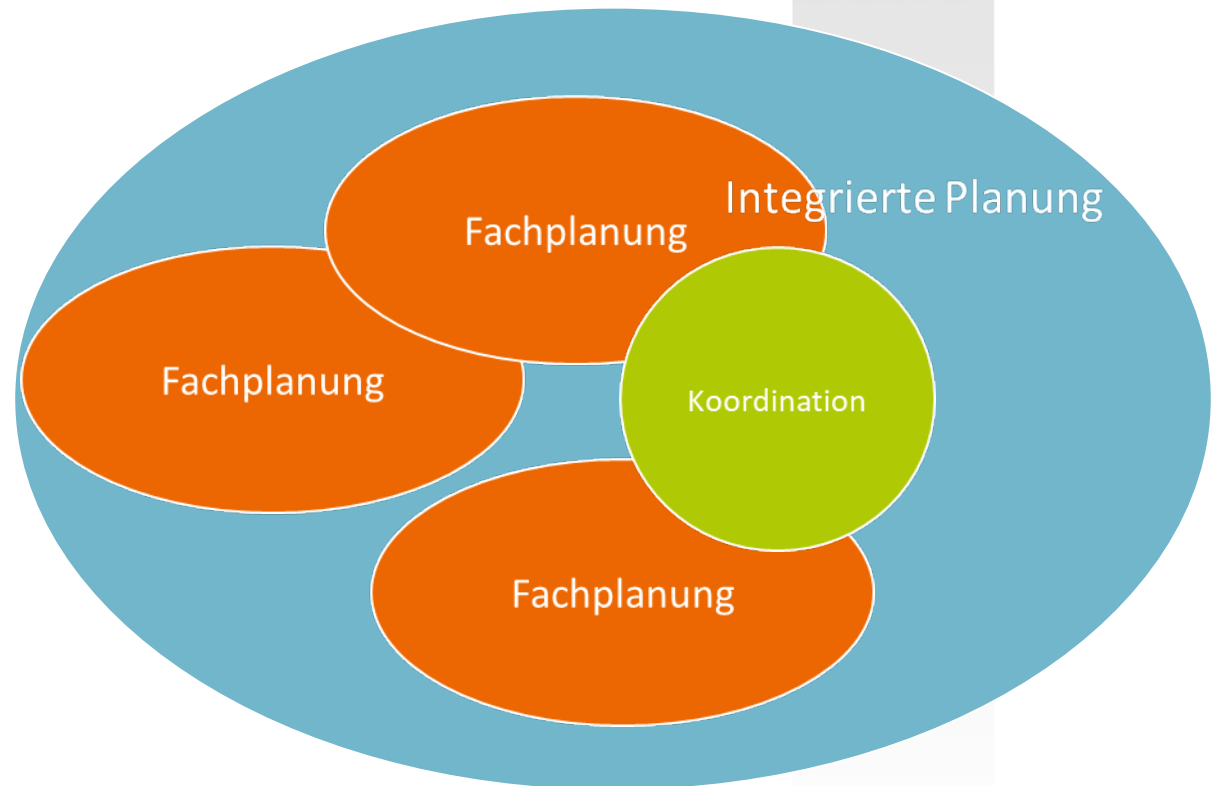 Integrierte Planung
Fachplanung
Fachplanung
Koordination
Fachplanung